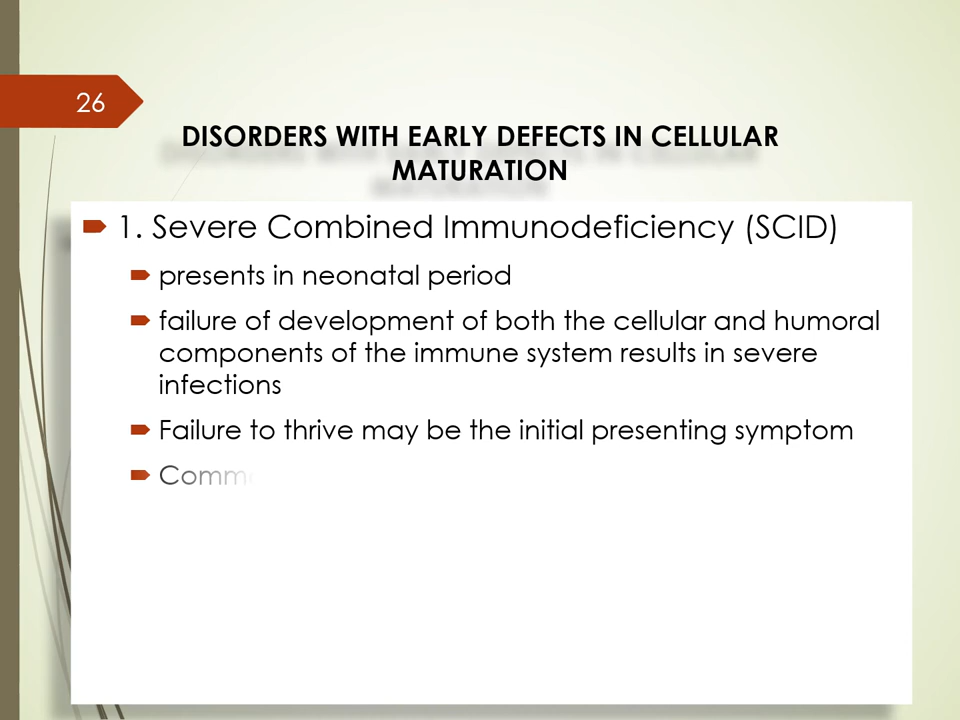 26
DISORDERS WITH EARLY DEFECTS IN CELLULAR
MATURATION
1. Severe Combined Immunodeficiency (SCID)
presents in neonatal period
failure of development of both the cellular and humoral
components of the immune system results in severe
infections
Failure to thrive may be the initial presenting symptom